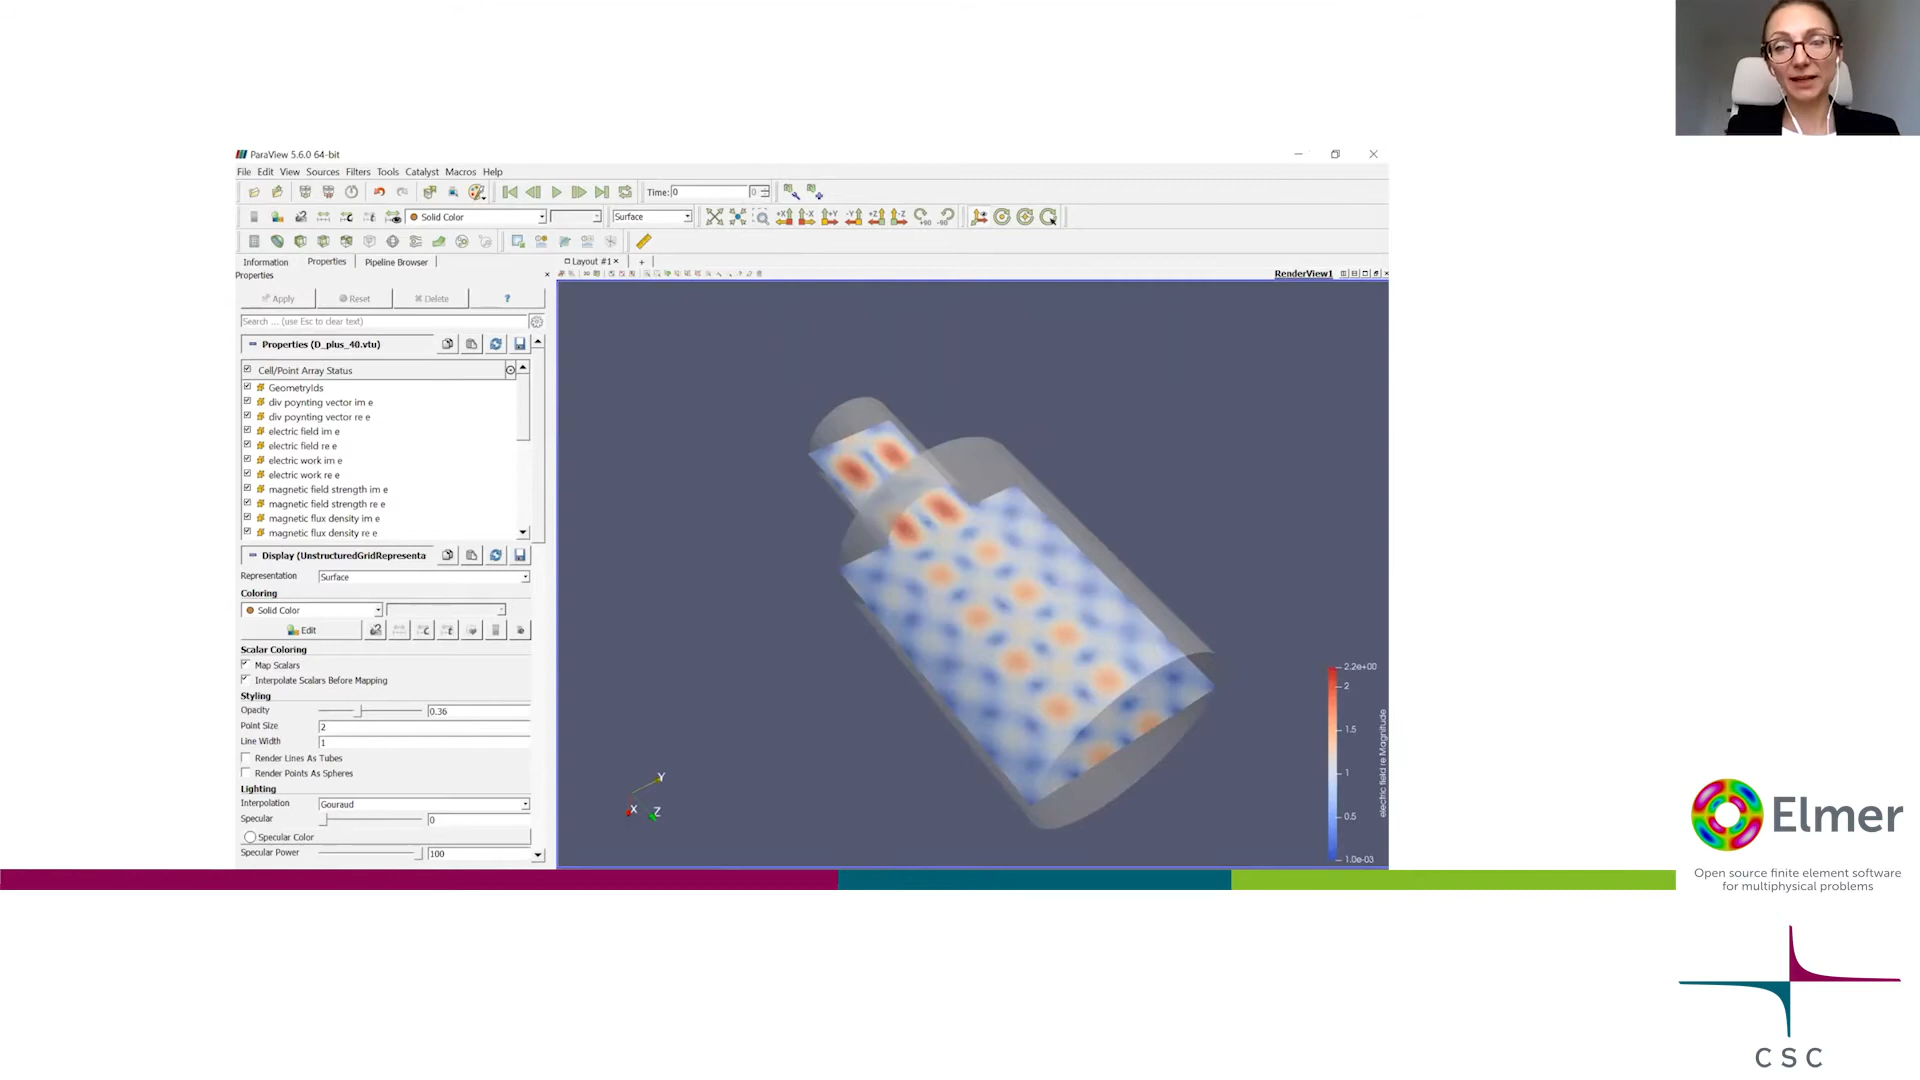 ParaView 5.6.0 64-bit
File Edit View Sources Filters Tools Catalyst Macros Help
Time: 0 0
Solid Color Surface +X -X +Y -Y +Z -Z +90 -90
Information Properties Pipeline Browser Layout #1 × +
Properties RenderView1
Apply Reset Delete ?
Search ... (use Esc to clear text)
Properties (D_plus_40.vtu)
Cell/Point Array Status
GeometryIds
div poynting vector im e
div poynting vector re e
electric field im e
electric field re e
electric work im e
electric work re e
magnetic field strength im e
magnetic field strength re e
magnetic flux density im e
magnetic flux density re e
Display (UnstructuredGridRepresenta
Representation Surface
Coloring
Solid Color
Edit
Scalar Coloring
Map Scalars
Interpolate Scalars Before Mapping
Styling
Opacity 0.36
Point Size 2
Line Width 1
Render Lines As Tubes
Render Points As Spheres
Lighting
Interpolation Gouraud
Specular 0
Specular Color
Specular Power 100
Y
X Z
2.2e+00
2
1.5
1
0.5
1.0e-03
electric field re Magnitude
Elmer
Open source finite element software
for multiphysical problems
CSC